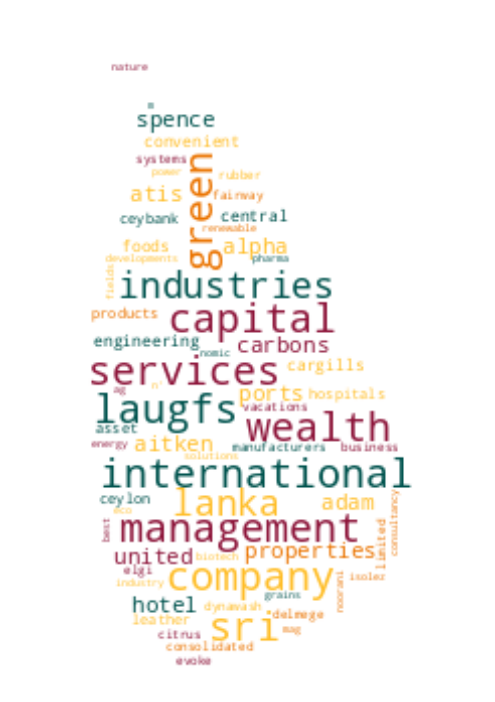 nature
a
spence
convenient
systems
power
rubber
green
atis
fairway
ceybank
central
renewable
foods
alpha
developments
pharma
fields
industries
products
capital
engineering
carbons
nomic
services
cargills
ag
n'
ports
hospitals
laugfs
vacations
wealth
asset
energy
aitken
manufacturers
business
solutions
international
ceylon
lanka
adam
eco
best
management
limited
consultancy
united
biotech
properties
elgi
industry
company
isoler
noorani
grains
hotel
dynawash
leather
sri
delmege
mag
citrus
consolidated
evoke